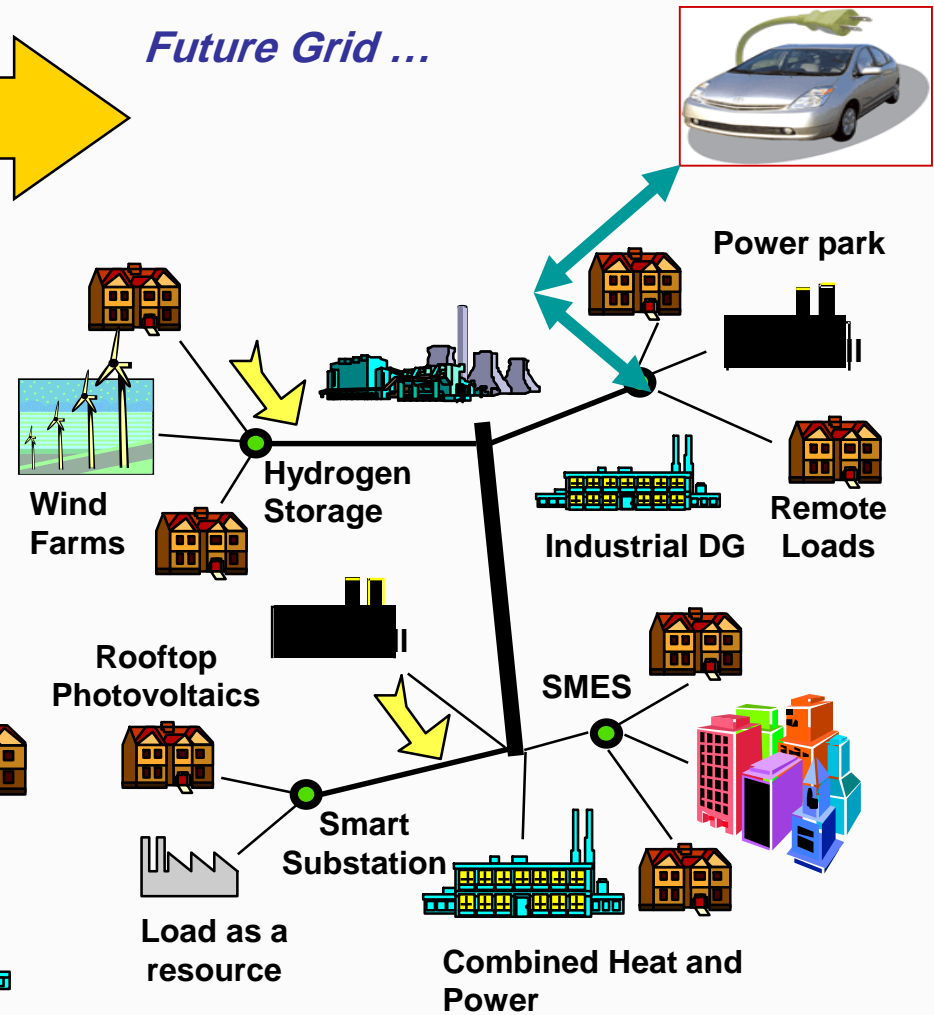 Future Grid ...
Power park
Hydrogen
Storage
Wind
Farms
Remote
Loads
Industrial DG
Rooftop
Photovoltaics
SMES
Smart
Substation
Load as a
resource
Combined Heat and
Power